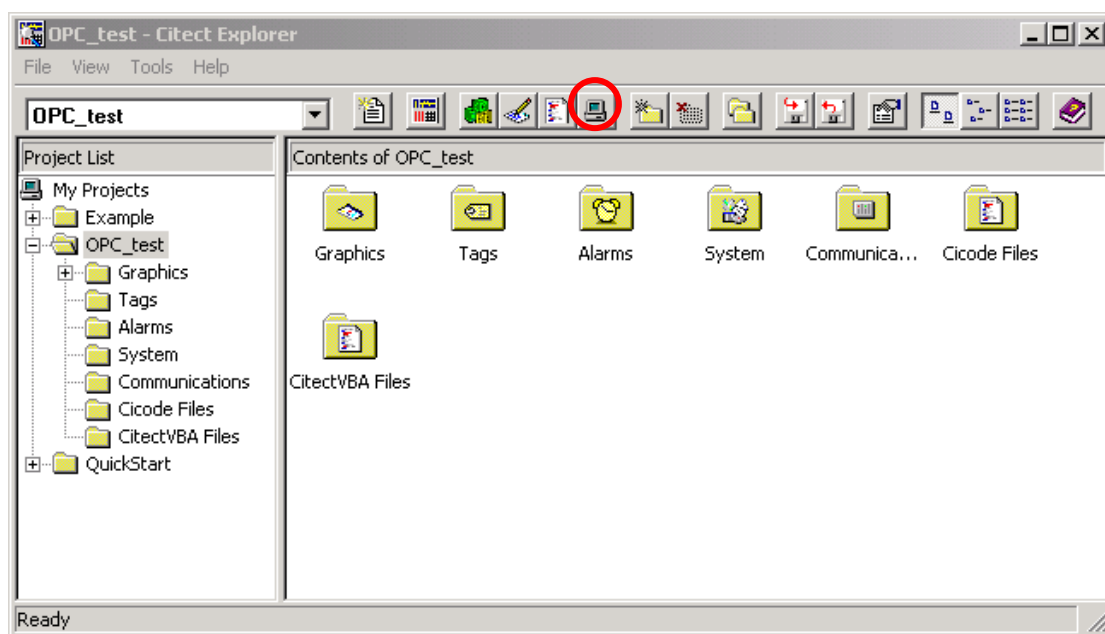 OPC_test - Citect Explorer
File View Tools Help
OPC_test
Project List
Contents of OPC_test
My Projects
Example
OPC_test
Graphics
Tags
Alarms
System
Communications
Cicode Files
CitectVBA Files
QuickStart
Graphics Tags Alarms System Communica... Cicode Files
CitectVBA Files
Ready